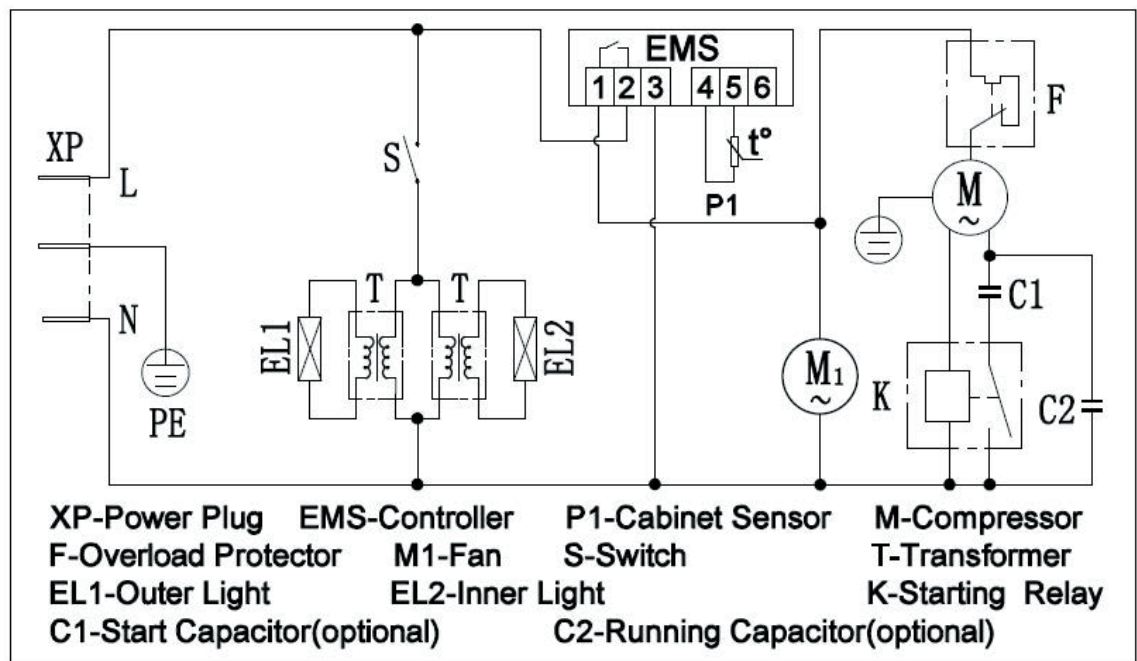 EMS
1 2 3 4 5 6
F
XP
L
S
t°
P1
M
~
T T
C1
N
EL1
EL2
M1
~
K
C2
PE
XP-Power Plug EMS-Controller P1-Cabinet Sensor M-Compressor
F-Overload Protector M1-Fan S-Switch T-Transformer
EL1-Outer Light EL2-Inner Light K-Starting Relay
C1-Start Capacitor(optional) C2-Running Capacitor(optional)